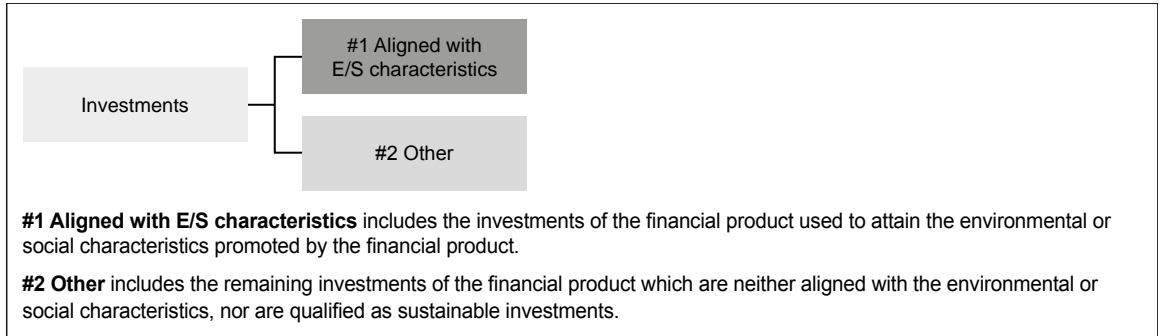 #1 Aligned with
E/S characteristics
Investments
#2 Other
#1 Aligned with E/S characteristics includes the investments of the financial product used to attain the environmental or
social characteristics promoted by the financial product.
#2 Other includes the remaining investments of the financial product which are neither aligned with the environmental or
social characteristics, nor are qualified as sustainable investments.